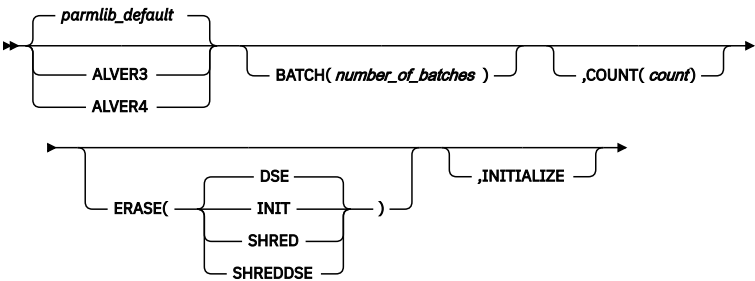 parmlib_default
ALVER3
ALVER4
BATCH( number_of_batches )
,COUNT( count)
ERASE(
DSE
INIT
SHRED
SHREDDSE
)
,INITIALIZE